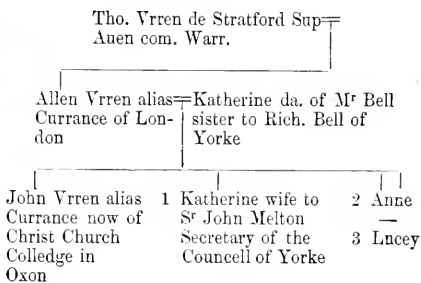 Tho. Vrren de Stratford Sup=
Auen com. Warr.
Allen Vrren alias=Katherine da. of Mr Bell
Currance of Lon- sister to Rich. Bell of
don Yorke
John Vrren alias 1 Katherine wife to 2 Anne
Currance now of Sr John Melton —
Christ Church Secretary of the 3 Lucey
Colledge in Councell of Yorke
Oxon